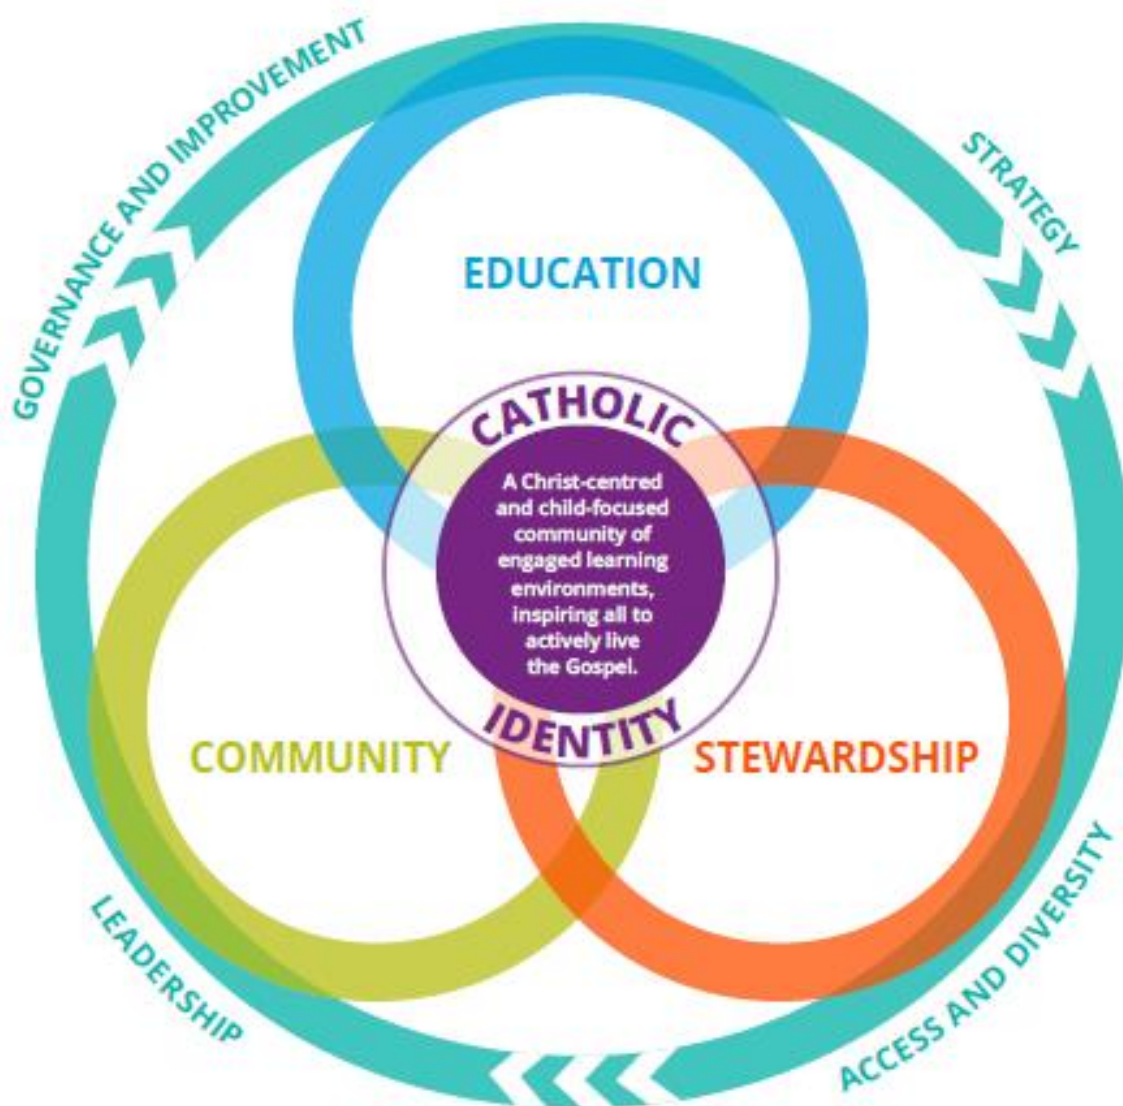 GOVERNANCE AND IMPROVEMENT
STRATEGY
EDUCATION
CATHOLIC
A Christ-centred
and child-focused
community of
engaged learning
environments,
inspiring all to
actively live
the Gospel.
IDENTITY
COMMUNITY
STEWARDSHIP
LEADERSHIP
ACCESS AND DIVERSITY